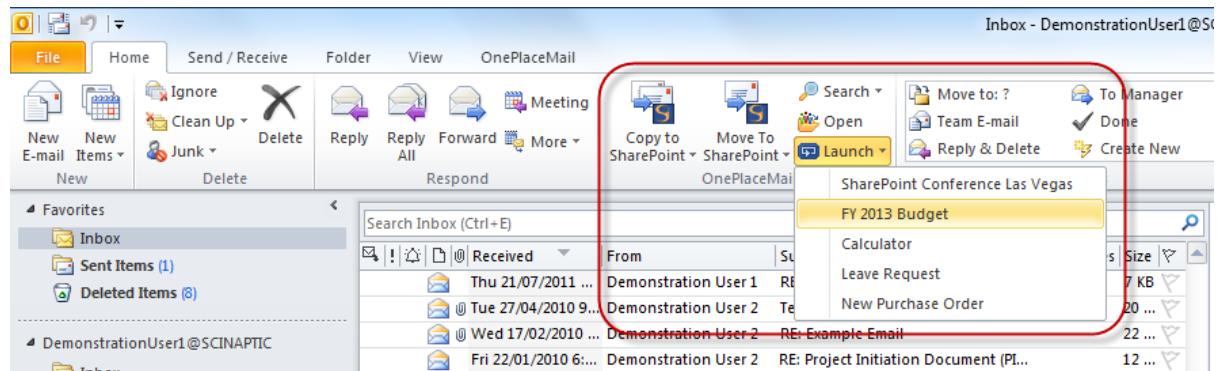 Inbox - DemonstrationUser1@SC
File Home Send / Receive Folder View OnePlaceMail
Ignore
Clean Up
Junk
Delete
New E-mail
New Items
Reply
Reply All
Forward
Meeting
More
Copy to SharePoint
Move To SharePoint
Search
Open
Launch
Move to: ?
Team E-mail
Reply & Delete
To Manager
Done
Create New
New Delete Respond OnePlaceMai
SharePoint Conference Las Vegas
FY 2013 Budget
Calculator
Leave Request
New Purchase Order
Favorites
Inbox
Sent Items (1)
Deleted Items (8)
DemonstrationUser1@SCINAPTIC
Inbox
Search Inbox (Ctrl+E)
Received From Su s Size
Thu 21/07/2011 ... Demonstration User 1 RE 7 KB
Tue 27/04/2010 9... Demonstration User 2 Te 20 ...
Wed 17/02/2010 ... Demonstration User 2 RE: Example Email 22 ...
Fri 22/01/2010 6:... Demonstration User 2 RE: Project Initiation Document (PI... 12 ...